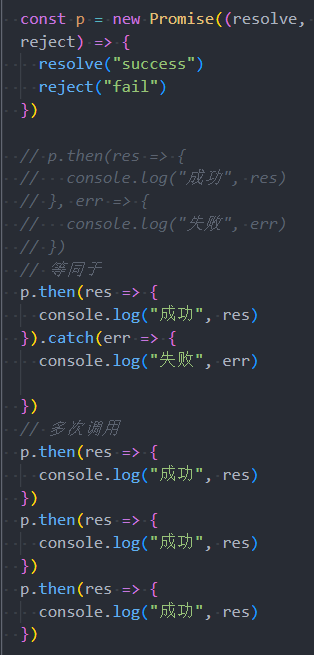 const p = new Promise((resolve,
reject) => {
  resolve("success")
  reject("fail")
})

// p.then(res => {
//   console.log("成功", res)
// }, err => {
//   console.log("失败", err)
// })
// 等同于
p.then(res => {
  console.log("成功", res)
}).catch(err => {
  console.log("失败", err)

})
// 多次调用
p.then(res => {
  console.log("成功", res)
})
p.then(res => {
  console.log("成功", res)
})
p.then(res => {
  console.log("成功", res)
})